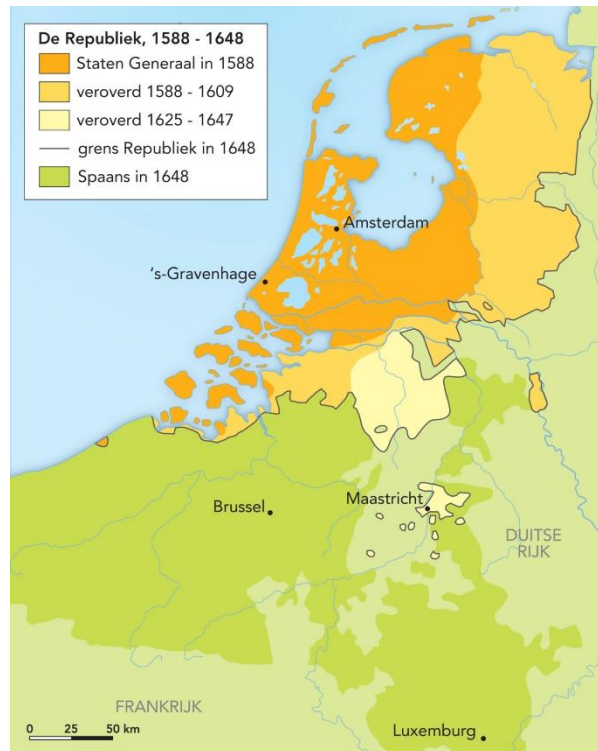 De Republiek, 1588 - 1648
Staten Generaal in 1588
veroverd 1588 - 1609
veroverd 1625 - 1647
grens Republiek in 1648
Spaans in 1648
Amsterdam
's-Gravenhage
Brussel
Maastricht
DUITSE
RIJK
FRANKRIJK
0 25 50 km
Luxemburg